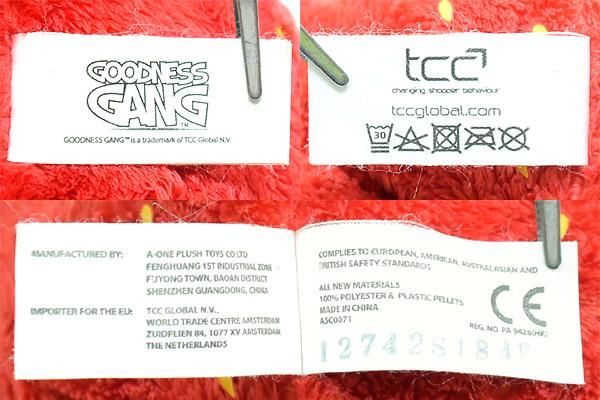 GOODNESS
GANG™
GOODNESS GANG™ is a trademark of TCC Global N.V.
tcc
changing shopper behaviour
tccglobal.com
30
MANUFACTURED BY:
A-ONE PLUSH TOYS CO LTD
FENGHUANG 1ST INDUSTRIAL ZONE
FUYONG TOWN, BAOAN DISTRICT
SHENZHEN GUANGDONG, CHINA
IMPORTER FOR THE EU:
TCC GLOBAL N.V.,
WORLD TRADE CENTRE AMSTERDAM
ZUIDPLEIN 84, 1077 XV AMSTERDAM
THE NETHERLANDS
COMPLIES TO EUROPEAN, AMERICAN, AUSTRALASIAN AND
BRITISH SAFETY STANDARDS
ALL NEW MATERIALS
100% POLYESTER & PLASTIC PELLETS
MADE IN CHINA
ASC0071
CE
REG. NO. PA 9426(HK)
12742S184P